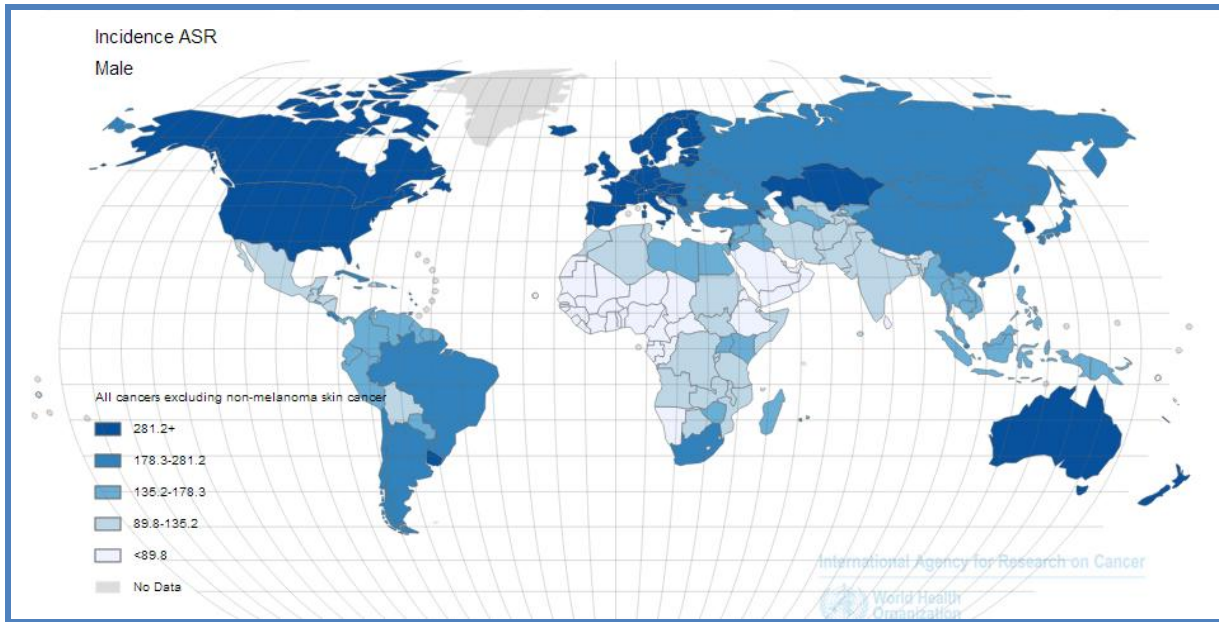 Incidence ASR
Male
All cancers excluding non-melanoma skin cancer
281.2+
178.3-281.2
135.2-178.3
89.8-135.2
<89.8
No Data
International Agency for Research on Cancer
World Health
Organization